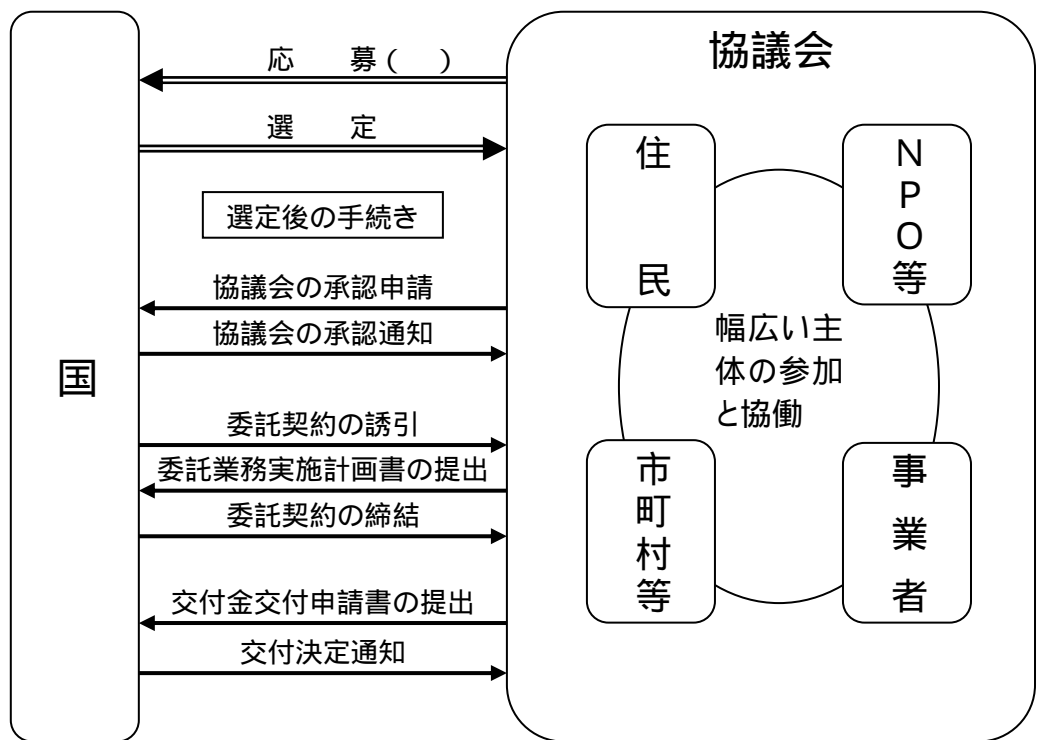 国
応　　募（　）
選　　定
選定後の手続き
協議会の承認申請
協議会の承認通知
委託契約の誘引
委託業務実施計画書の提出
委託契約の締結
交付金交付申請書の提出
交付決定通知
協議会
住民
NPO等
幅広い主
体の参加
と協働
市町村等
事業者